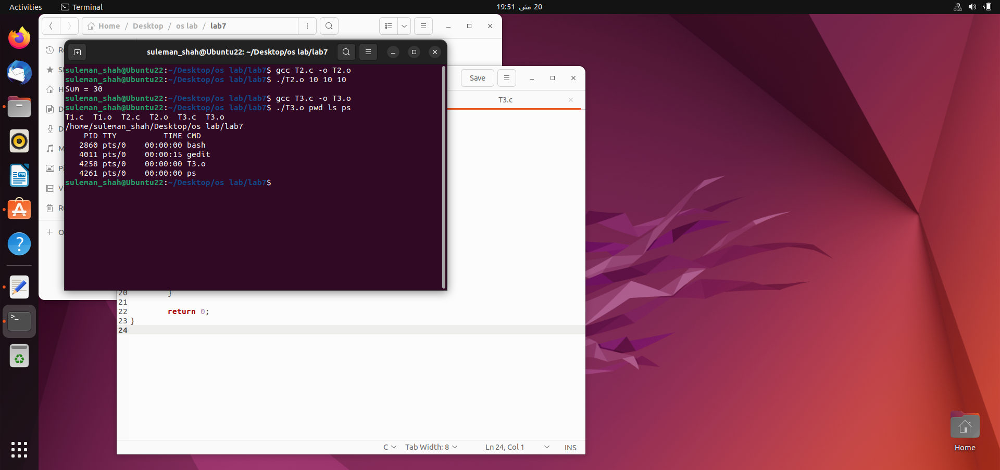 Activities
Terminal
20 مئی 19:51
Home / Desktop / os lab / lab7
suleman_shah@Ubuntu22: ~/Desktop/os lab/lab7
suleman_shah@Ubuntu22:~/Desktop/os lab/lab7$ gcc T2.c -o T2.o
suleman_shah@Ubuntu22:~/Desktop/os lab/lab7$ ./T2.o 10 10 10
Sum = 30
suleman_shah@Ubuntu22:~/Desktop/os lab/lab7$ gcc T3.c -o T3.o
suleman_shah@Ubuntu22:~/Desktop/os lab/lab7$ ./T3.o pwd ls ps
T1.c  T1.o  T2.c  T2.o  T3.c  T3.o
/home/suleman_shah/Desktop/os lab/lab7
    PID TTY          TIME CMD
   2860 pts/0    00:00:00 bash
   4011 pts/0    00:00:15 gedit
   4258 pts/0    00:00:00 T3.o
   4261 pts/0    00:00:00 ps
suleman_shah@Ubuntu22:~/Desktop/os lab/lab7$
Save
T3.c
20 }
21
22 return 0;
23 }
24
C
Tab Width: 8
Ln 24, Col 1
INS
Home